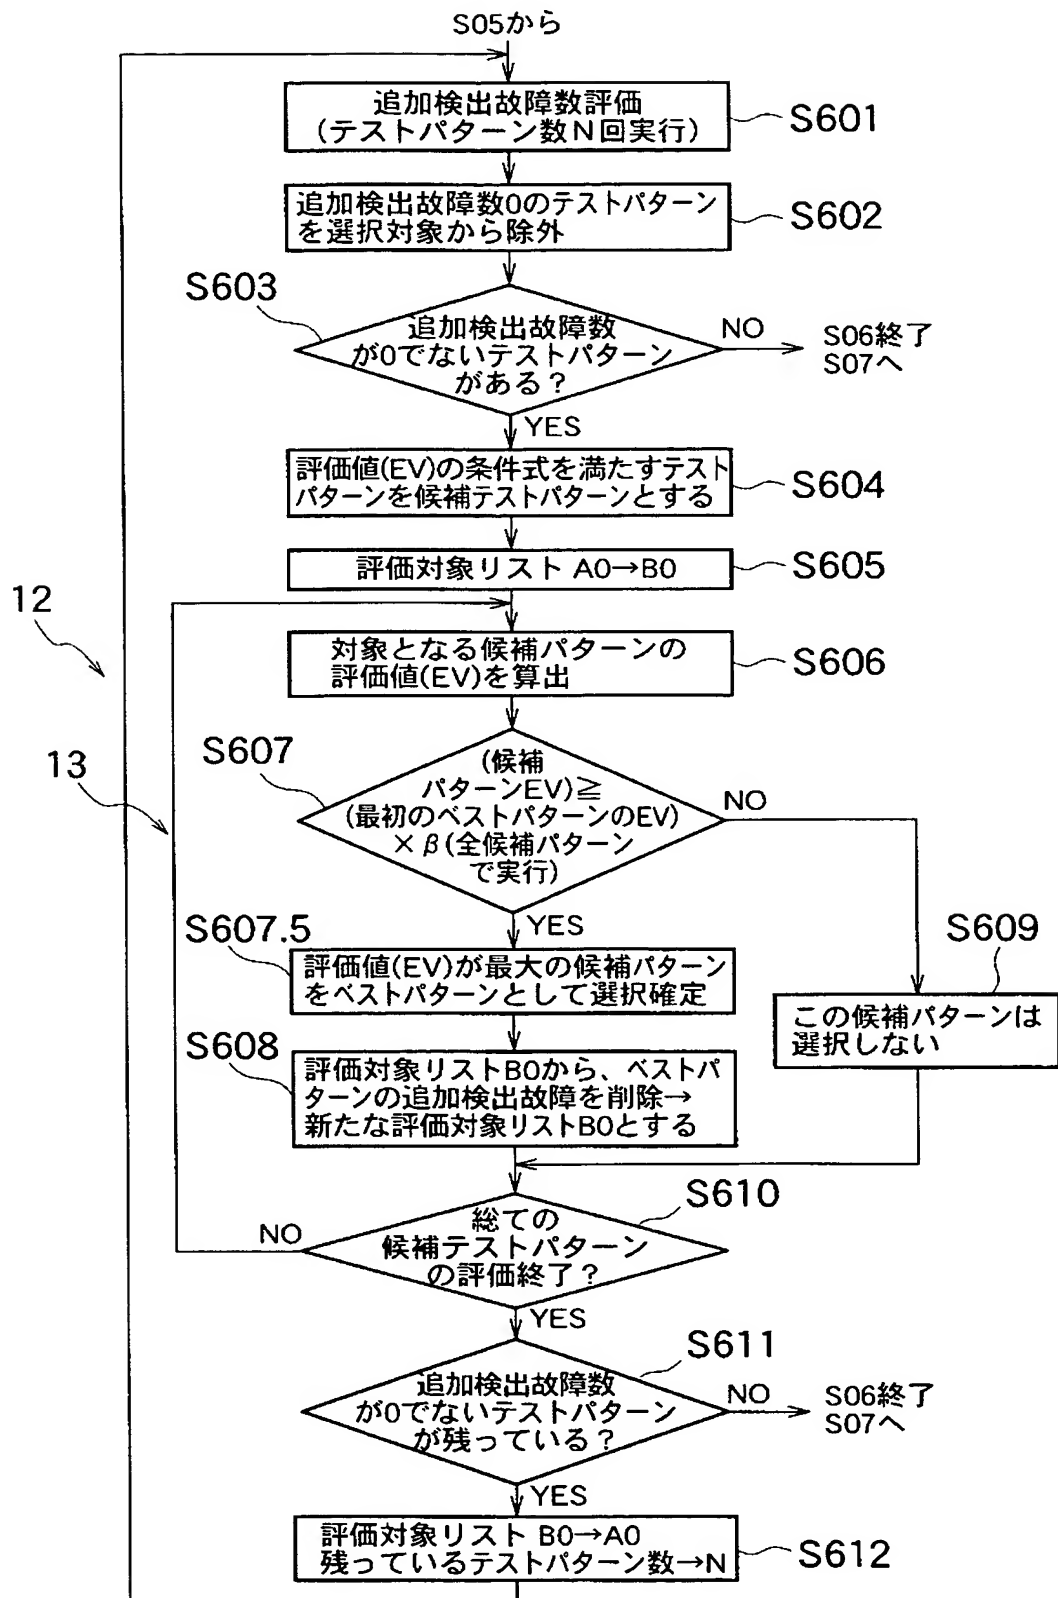 S05から
追加検出故障数評価
(テストパターン数N回実行)
S601
追加検出故障数0のテストパターン
を選択対象から除外
S602
S603
追加検出故障数
が0でないテストパターン
がある?
NO
S06終了
S07へ
YES
評価値(EV)の条件式を満たすテスト
パターンを候補テストパターンとする
S604
評価対象リスト A0→B0
S605
12
対象となる候補パターンの
評価値(EV)を算出
S606
13
S607
(候補
パターンEV)≧
(最初のベストパターンのEV)
×β(全候補パターン
で実行)
NO
YES
S607.5
評価値(EV)が最大の候補パターン
をベストパターンとして選択確定
S609
この候補パターンは
選択しない
S608
評価対象リストB0から、ベストパ
ターンの追加検出故障を削除→
新たな評価対象リストB0とする
S610
NO
総ての
候補テストパターン
の評価終了?
YES
S611
追加検出故障数
が0でないテストパターン
が残っている?
NO
S06終了
S07へ
YES
評価対象リスト B0→A0
残っているテストパターン数→N
S612